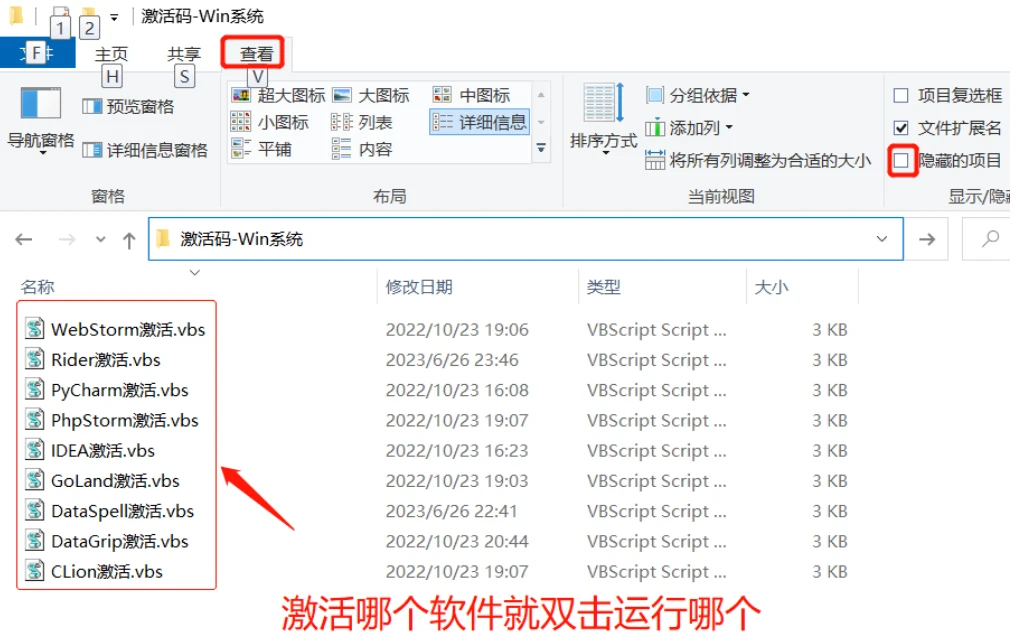 1 2 激活码-Win系统
文件 F 主页 共享 查看
H S V
导航窗格
预览窗格
详细信息窗格
窗格
超大图标 大图标 中图标
小图标 列表 详细信息
平铺 内容
布局
排序方式
分组依据
添加列
将所有列调整为合适的大小
当前视图
项目复选框
文件扩展名
隐藏的项目
显示/隐藏
激活码-Win系统
名称 修改日期 类型 大小
WebStorm激活.vbs 2022/10/23 19:06 VBScript Script ... 3 KB
Rider激活.vbs 2023/6/26 23:46 VBScript Script ... 3 KB
PyCharm激活.vbs 2022/10/23 16:08 VBScript Script ... 3 KB
PhpStorm激活.vbs 2022/10/23 19:07 VBScript Script ... 3 KB
IDEA激活.vbs 2022/10/23 16:23 VBScript Script ... 3 KB
GoLand激活.vbs 2022/10/23 19:03 VBScript Script ... 3 KB
DataSpell激活.vbs 2023/6/26 22:41 VBScript Script ... 3 KB
DataGrip激活.vbs 2022/10/23 20:44 VBScript Script ... 3 KB
CLion激活.vbs 2022/10/23 19:07 VBScript Script ... 3 KB
激活哪个软件就双击运行哪个